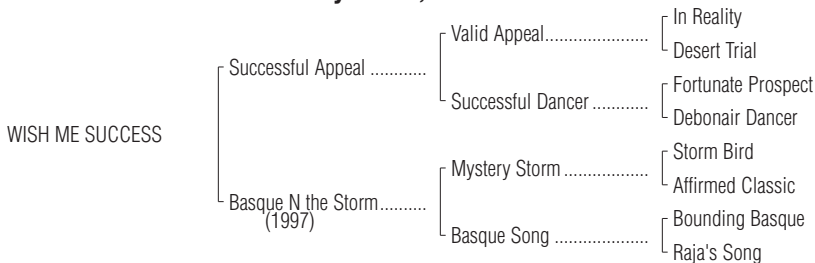 In Reality
Valid Appeal......................
Desert Trial
Successful Appeal ............
Fortunate Prospect
Successful Dancer ............
Debonair Dancer
WISH ME SUCCESS
Storm Bird
Mystery Storm ..................
Affirmed Classic
Basque N the Storm..........
(1997)
Bounding Basque
Basque Song ....................
Raja's Song